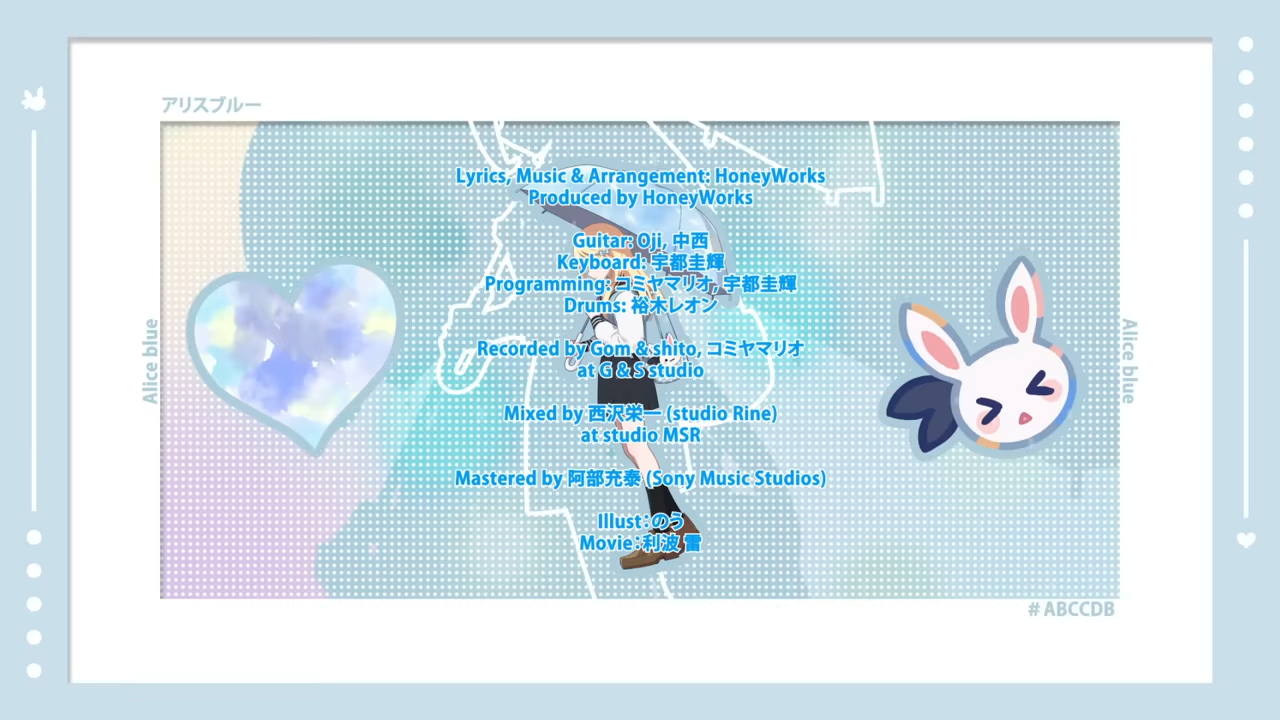 アリスブルー
Lyrics, Music & Arrangement: HoneyWorks
Produced by HoneyWorks
Guitar: Oji, 中西
Keyboard: 宇都圭輝
Programming: コミヤマリオ, 宇都圭輝
Drums: 裕木レオン
Recorded by Gom & shito, コミヤマリオ
at G & S studio
Mixed by 西沢栄一 (studio Rine)
at studio MSR
Mastered by 阿部充泰 (Sony Music Studios)
Illust:のう
Movie:利波 雷
Alice blue
Alice blue
# ABCCDB